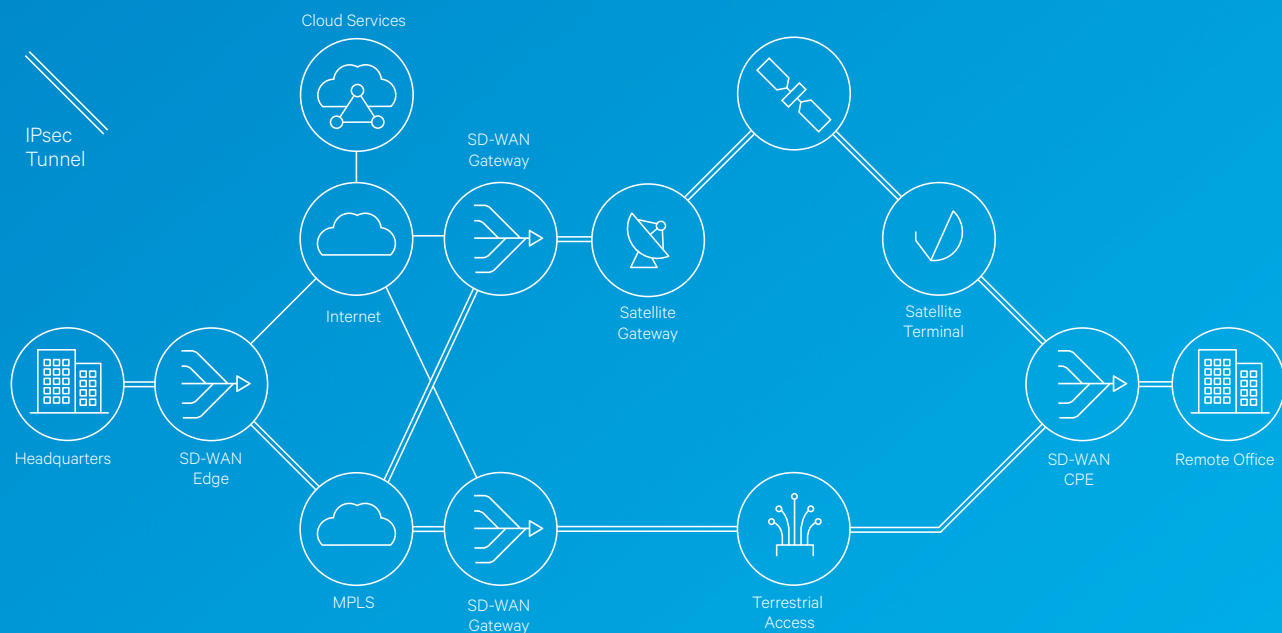 Cloud Services
IPsec
Tunnel
SD-WAN
Gateway
Internet
Satellite
Gateway
Satellite
Terminal
Headquarters
SD-WAN
Edge
SD-WAN
CPE
Remote Office
MPLS
SD-WAN
Gateway
Terrestrial
Access